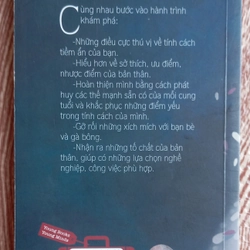 Cùng nhau bước vào hành trình
khám phá:
-Những điều cực thú vị về tính cách
tiềm ẩn của bạn.
-Hiểu hơn về sở thích, ưu điểm,
nhược điểm của bản thân.
-Hoàn thiện mình bằng cách phát
huy các thế mạnh sẵn có của mỗi cung
tuổi và khắc phục những điểm yếu
trong tính cách của mình.
-Gỡ rối những xích mích với bạn bè
và gà bông.
-Nhận ra những tố chất của bản
thân, giúp có những lựa chọn nghề
nghiệp, công việc phù hợp.
Young Books
Young Minds